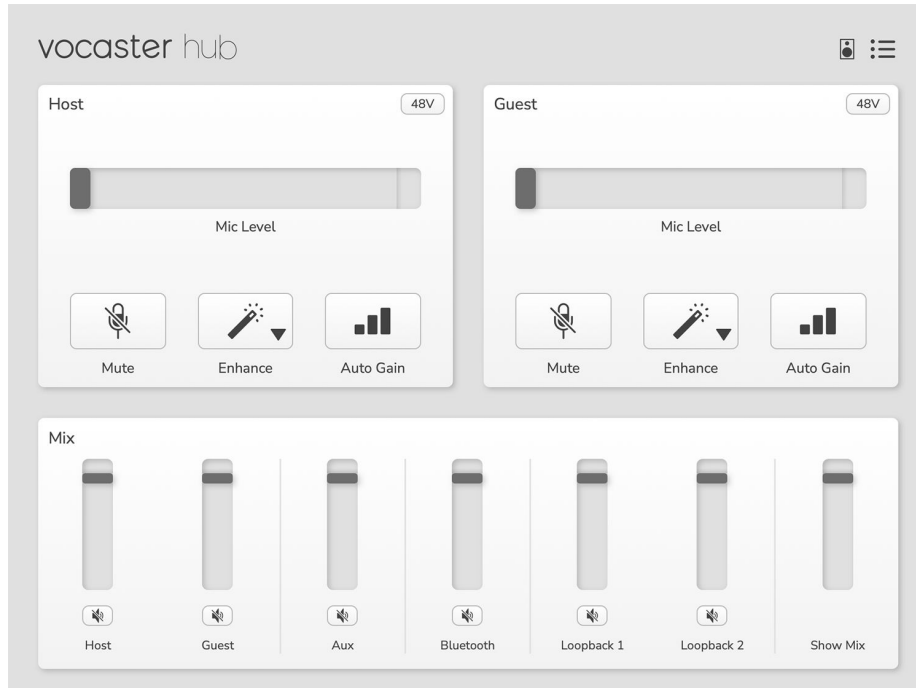 vocaster hub
Host 48V
Mic Level
Mute Enhance Auto Gain
Guest 48V
Mic Level
Mute Enhance Auto Gain
Mix
Host Guest Aux Bluetooth Loopback 1 Loopback 2 Show Mix